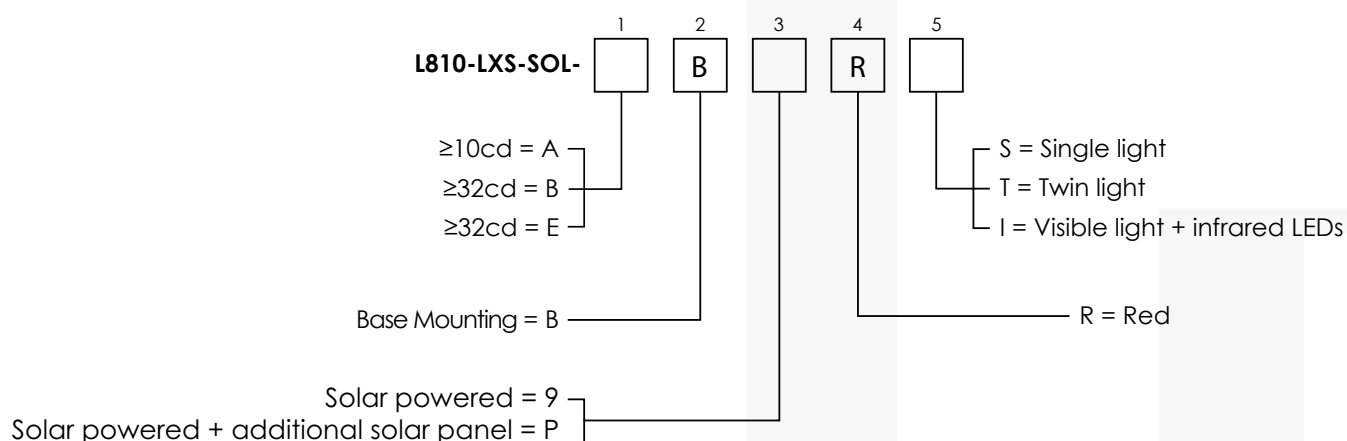 1 2 3 4 5
L810-LXS-SOL- B R
≥10cd = A
≥32cd = B
≥32cd = E
S = Single light
T = Twin light
I = Visible light + infrared LEDs
Base Mounting = B
R = Red
Solar powered = 9
Solar powered + additional solar panel = P